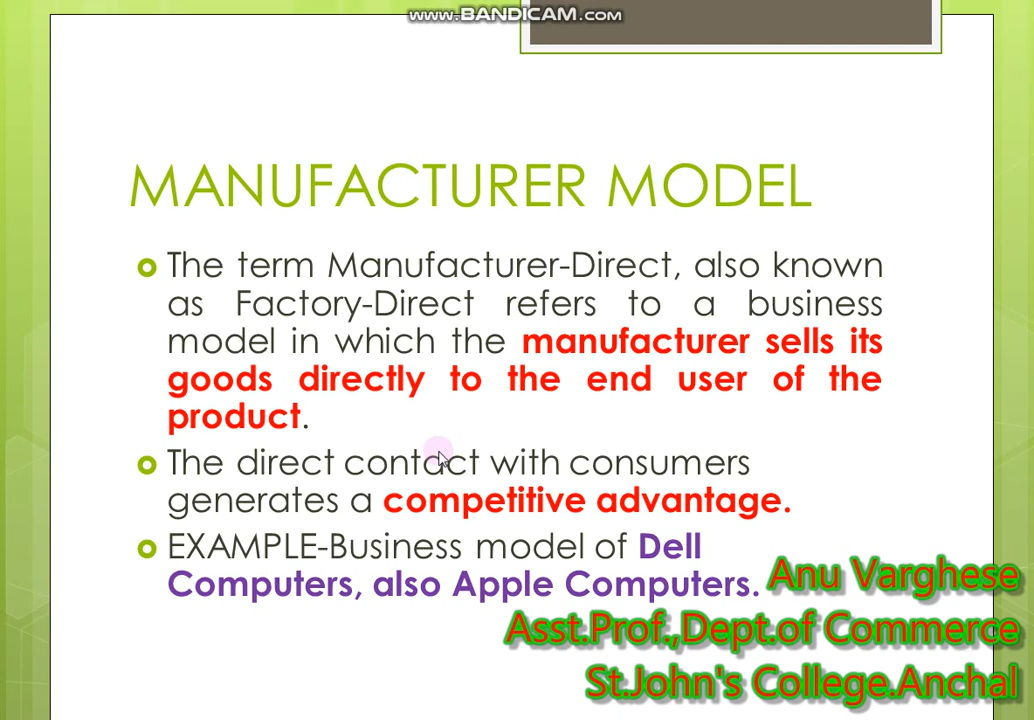 www.BANDICAM.com
MANUFACTURER MODEL
The term Manufacturer-Direct, also known
as Factory-Direct refers to a business
model in which the manufacturer sells its
goods directly to the end user of the
product.
The direct contact with consumers
generates a competitive advantage.
EXAMPLE-Business model of Dell
Computers, also Apple Computers.
Anu Varghese
Asst.Prof.,Dept.of Commerce
St.John's College.Anchal